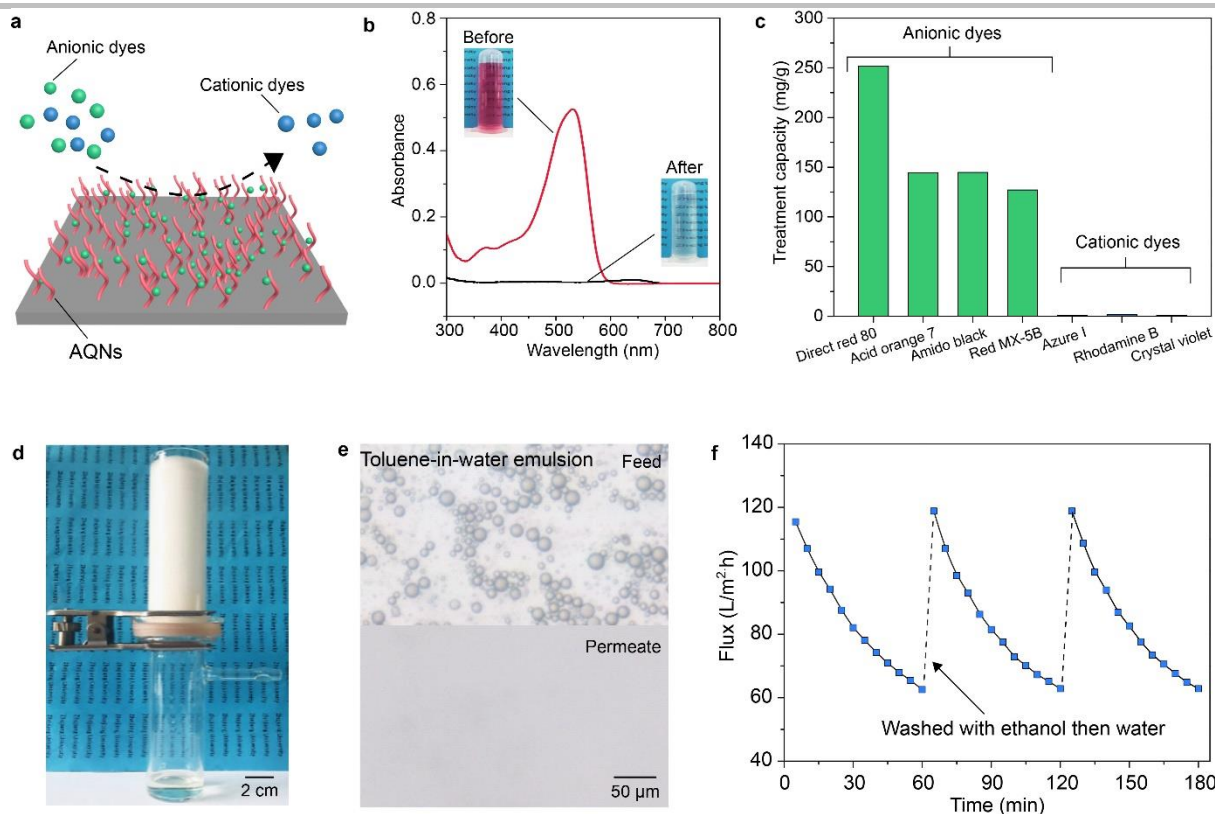 a
Anionic dyes
Cationic dyes
AQNs
b
0.8
0.6
0.4
0.2
0.0
Absorbance
Before
After
300 400 500 600 700 800
Wavelength (nm)
c
300
250
200
150
100
50
0
Treatment capacity (mg/g)
Anionic dyes
Cationic dyes
Direct red 80
Acid orange 7
Amido black
Red MX-5B
Azure I
Rhodamine B
Crystal violet
d
2 cm
e
Toluene-in-water emulsion Feed
Permeate
50 μm
f
140
120
100
80
60
40
Flux (L/m²·h)
Washed with ethanol then water
0 30 60 90 120 150 180
Time (min)